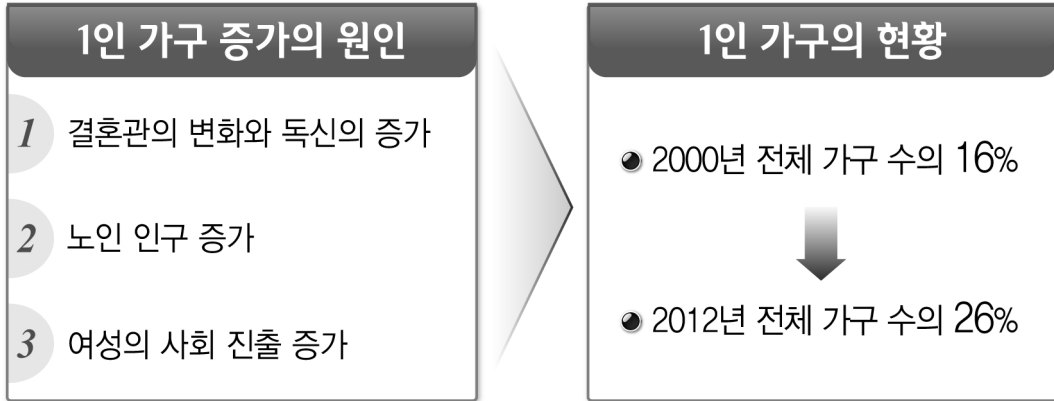 1인 가구 증가의 원인
1 결혼관의 변화와 독신의 증가
2 노인 인구 증가
3 여성의 사회 진출 증가
1인 가구의 현황
2000년 전체 가구 수의 16%
2012년 전체 가구 수의 26%